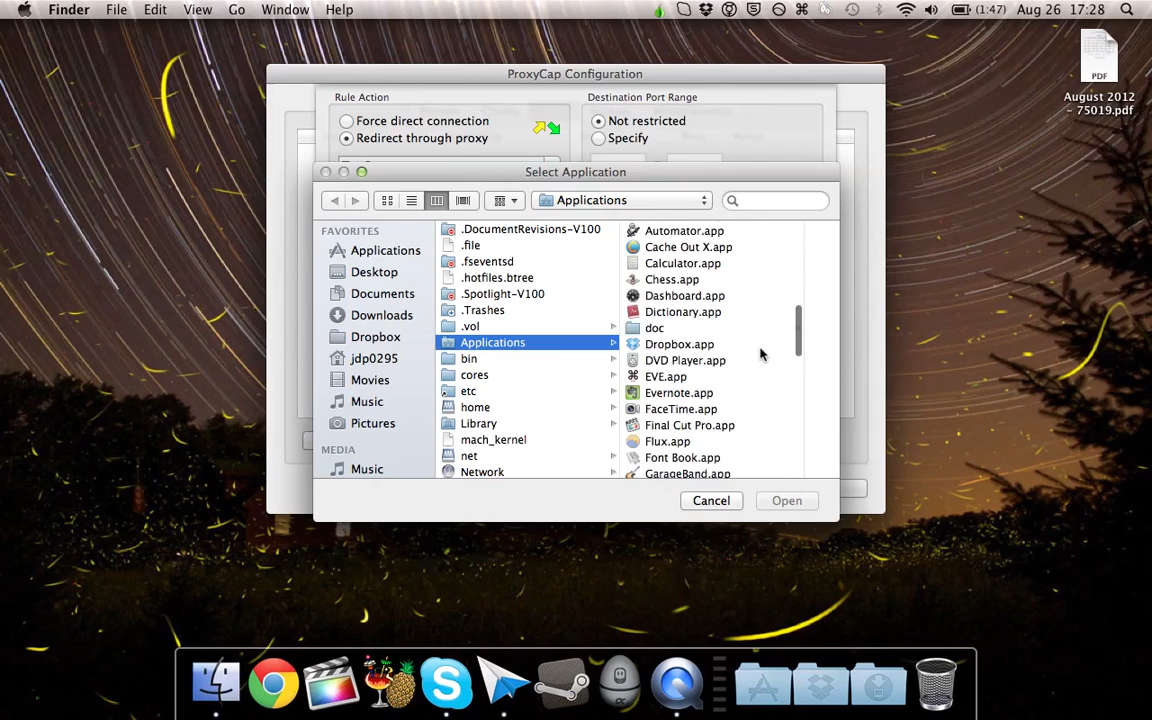 Finder File Edit View Go Window Help (1:47) Aug 26 17:28
ProxyCap Configuration
PDF
August 2012
- 75019.pdf
Rule Action
Destination Port Range
Force direct connection
Not restricted
Redirect through proxy
Specify
Select Application
Applications
FAVORITES
Applications
Desktop
Documents
Downloads
Dropbox
jdp0295
Movies
Music
Pictures
MEDIA
Music
.DocumentRevisions-V100
.file
.fseventsd
.hotfiles.btree
.Spotlight-V100
.Trashes
.vol
Applications
bin
cores
etc
home
Library
mach_kernel
net
Network
Automator.app
Cache Out X.app
Calculator.app
Chess.app
Dashboard.app
Dictionary.app
doc
Dropbox.app
DVD Player.app
EVE.app
Evernote.app
FaceTime.app
Final Cut Pro.app
Flux.app
Font Book.app
GarageBand.app
Cancel
Open